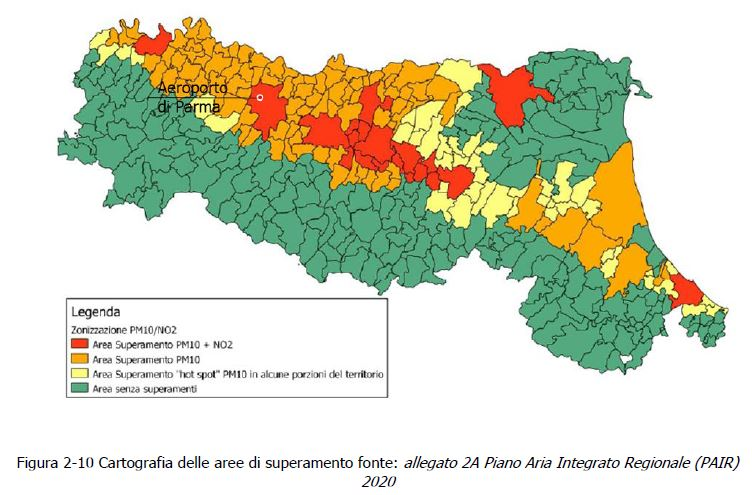 Aeroporto
di Parma
Legenda
Zonizzazione PM10/NO2
Area Superamento PM10 + NO2
Area Superamento PM10
Area Superamento "hot spot" PM10 in alcune porzioni del territorio
Area senza superamenti
Figura 2-10 Cartografia delle aree di superamento fonte: allegato 2A Piano Aria Integrato Regionale (PAIR)
2020